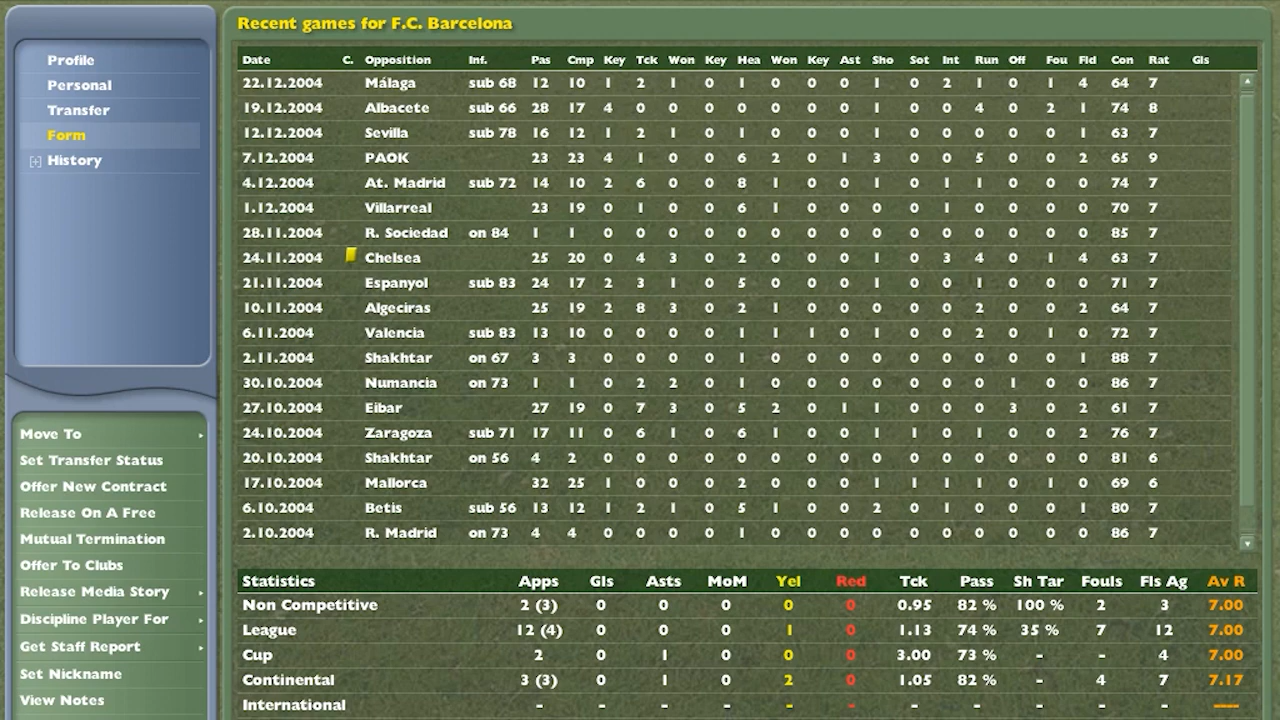 Recent games for F.C. Barcelona
Profile
Personal
Transfer
Form
[+] History
Move To
Set Transfer Status
Offer New Contract
Release On A Free
Mutual Termination
Offer To Clubs
Release Media Story
Discipline Player For
Get Staff Report
Set Nickname
View Notes
Date C. Opposition Inf. Pas Cmp Key Tck Won Key Hea Won Key Ast Sho Sot Int Run Off Fou Fld Con Rat Gls
22.12.2004 Málaga sub 68 12 10 1 2 1 0 1 0 0 0 1 0 2 1 0 1 4 64 7
19.12.2004 Albacete sub 66 28 17 4 0 0 0 0 0 0 0 1 0 0 4 0 2 1 74 8
12.12.2004 Sevilla sub 78 16 12 1 2 1 0 1 0 0 0 1 0 0 0 0 0 1 63 7
7.12.2004 PAOK 23 23 4 1 0 0 6 2 0 1 3 0 0 5 0 0 2 65 9
4.12.2004 At. Madrid sub 72 14 10 2 6 0 0 8 1 0 0 1 0 1 1 0 0 0 74 7
1.12.2004 Villarreal 23 19 0 1 0 0 6 1 0 0 0 0 1 0 0 0 0 70 7
28.11.2004 R. Sociedad on 84 1 1 0 0 0 0 0 0 0 0 0 0 0 0 0 0 0 85 7
24.11.2004 Chelsea 25 20 0 4 3 0 2 0 0 0 1 0 3 4 0 1 4 63 7
21.11.2004 Espanyol sub 83 24 17 2 3 1 0 5 0 0 0 1 0 0 1 0 0 0 71 7
10.11.2004 Algeciras 25 19 2 8 3 0 2 1 0 0 0 0 0 2 0 0 2 64 7
6.11.2004 Valencia sub 83 13 10 0 0 0 0 1 1 1 0 1 0 0 2 0 1 0 72 7
2.11.2004 Shakhtar on 67 3 3 0 0 0 0 1 0 0 0 0 0 0 0 0 0 1 88 7
30.10.2004 Numancia on 73 1 1 0 2 2 0 1 0 0 0 0 0 0 0 1 0 0 86 7
27.10.2004 Eibar 27 19 0 7 3 0 5 2 0 1 1 0 0 0 3 0 2 61 7
24.10.2004 Zaragoza sub 71 17 11 0 6 1 0 6 1 0 0 1 1 0 1 0 0 2 76 7
20.10.2004 Shakhtar on 56 4 2 0 0 0 0 0 0 0 0 0 0 0 0 0 0 0 81 6
17.10.2004 Mallorca 32 25 1 0 0 0 2 0 0 0 1 1 1 1 0 1 0 69 6
6.10.2004 Betis sub 56 13 12 1 2 1 0 5 1 0 0 2 0 1 0 0 0 1 80 7
2.10.2004 R. Madrid on 73 4 4 0 0 0 0 1 0 0 0 0 0 0 0 0 0 0 86 7
Statistics Apps Gls Asts MoM Yel Red Tck Pass Sh Tar Fouls Fls Ag Av R
Non Competitive 2 (3) 0 0 0 0 0 0.95 82 % 100 % 2 3 7.00
League 12 (4) 0 0 0 1 0 1.13 74 % 35 % 7 12 7.00
Cup 2 0 1 0 0 0 3.00 73 % - - 4 7.00
Continental 3 (3) 0 1 0 2 0 1.05 82 % - 4 7 7.17
International - - - - - - - - - - - ----